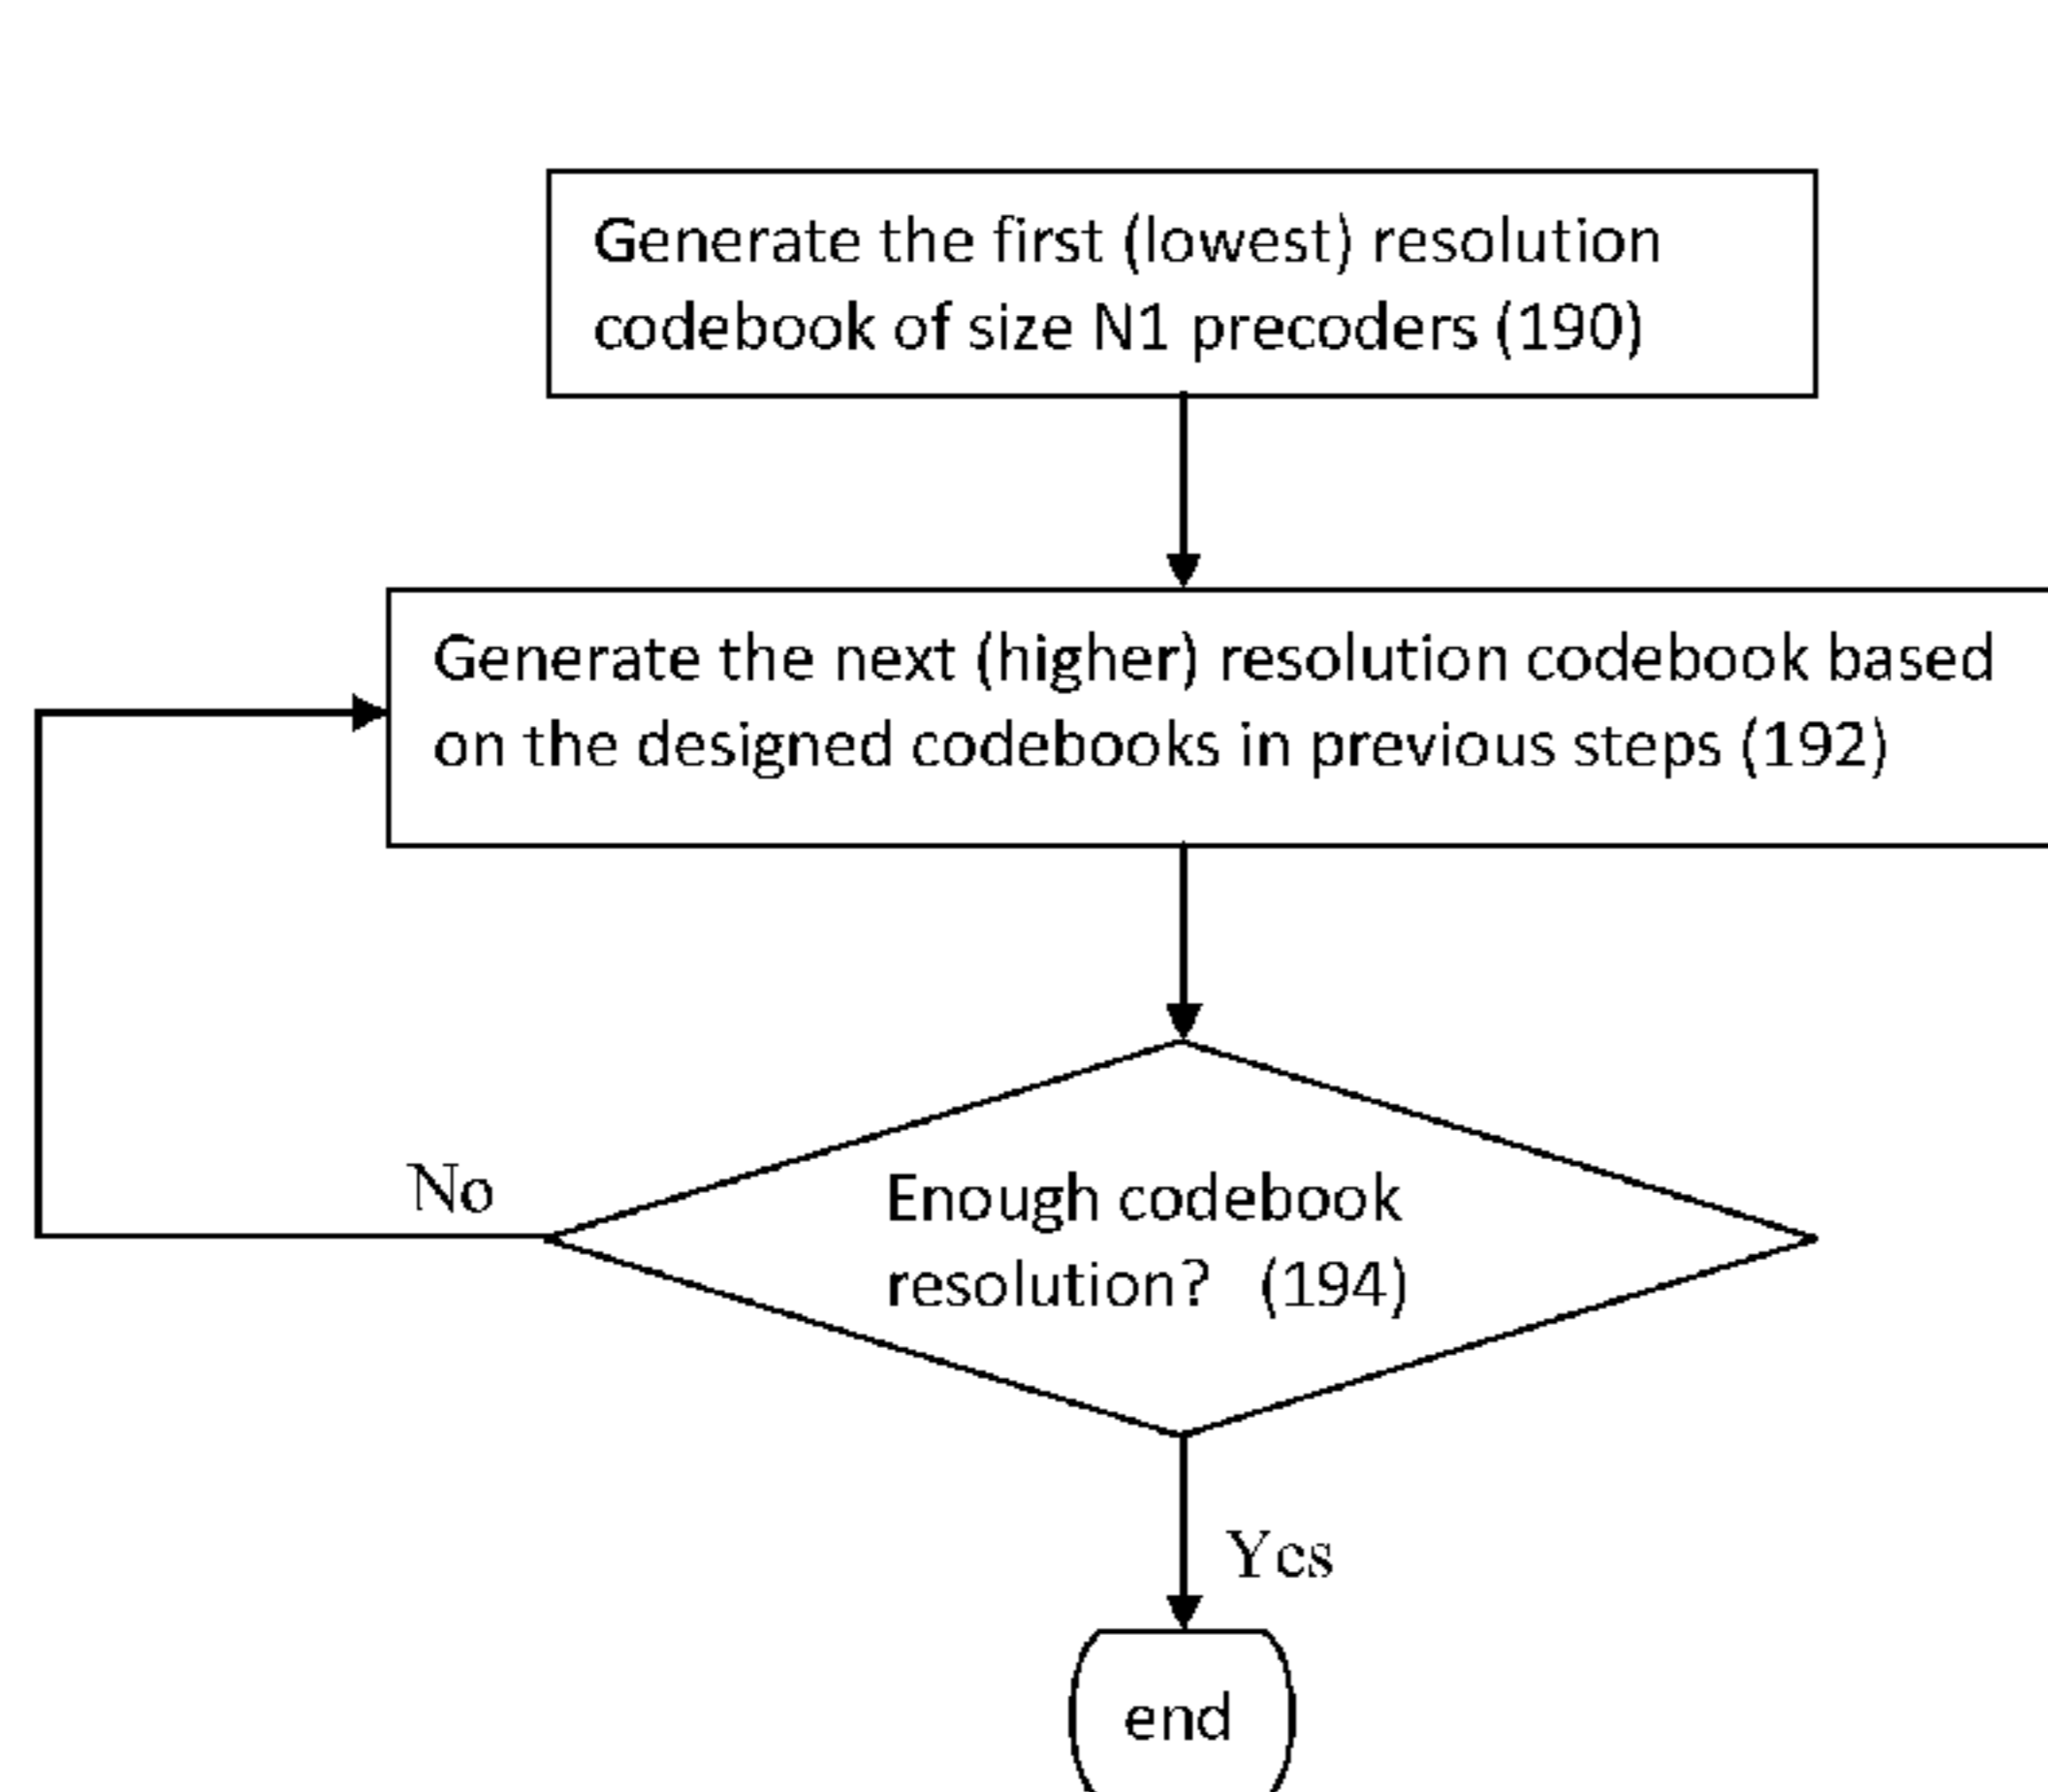 Generate the first (lowest) resolution
codebook of size N1 precoders (190)
Generate the next (higher) resolution codebook based
on the designed codebooks in previous steps (192)
No
Enough codebook
resolution? (194)
Yes
end